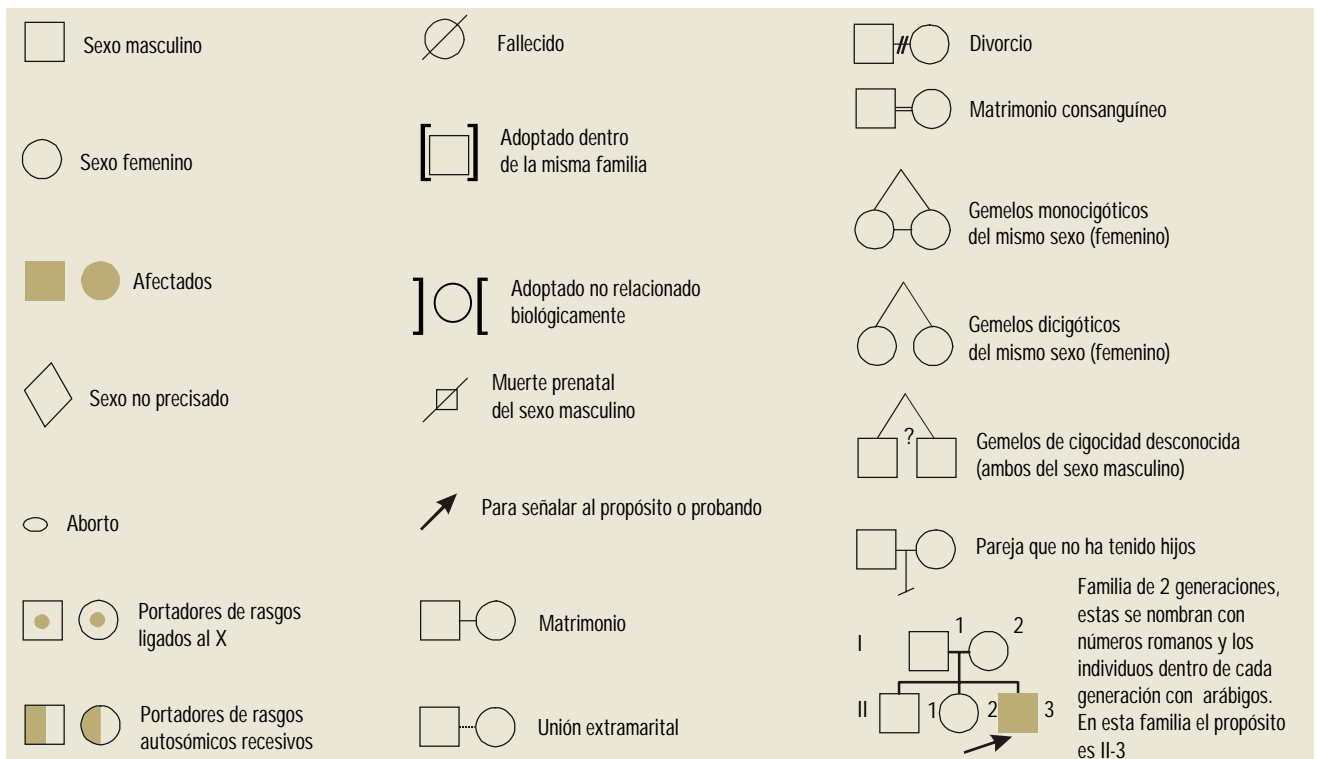 Sexo masculino
Sexo femenino
Afectados
Sexo no precisado
Aborto
Portadores de rasgos
ligados al X
Portadores de rasgos
autosómicos recesivos
Fallecido
Adoptado dentro
de la misma familia
Adoptado no relacionado
biológicamente
Muerte prenatal
del sexo masculino
Para señalar al propósito o probando
Matrimonio
Unión extramarital
Divorcio
Matrimonio consanguíneo
Gemelos monocigóticos
del mismo sexo (femenino)
Gemelos dicigóticos
del mismo sexo (femenino)
?
Gemelos de cigocidad desconocida
(ambos del sexo masculino)
Pareja que no ha tenido hijos
I 1 2
II 1 2 3
Familia de 2 generaciones,
estas se nombran con
números romanos y los
individuos dentro de cada
generación con arábigos.
En esta familia el propósito
es II-3